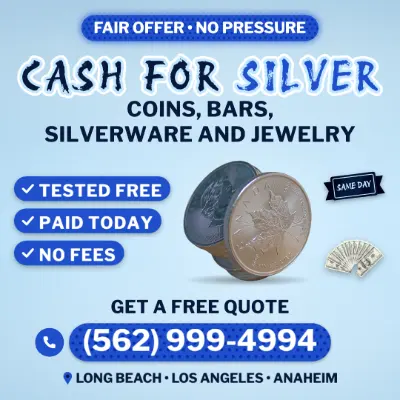 FAIR OFFER • NO PRESSURE
CASH FOR SILVER
COINS, BARS,
SILVERWARE AND JEWELRY
TESTED FREE
PAID TODAY
NO FEES
SAME DAY
GET A FREE QUOTE
(562) 999-4994
LONG BEACH • LOS ANGELES • ANAHEIM